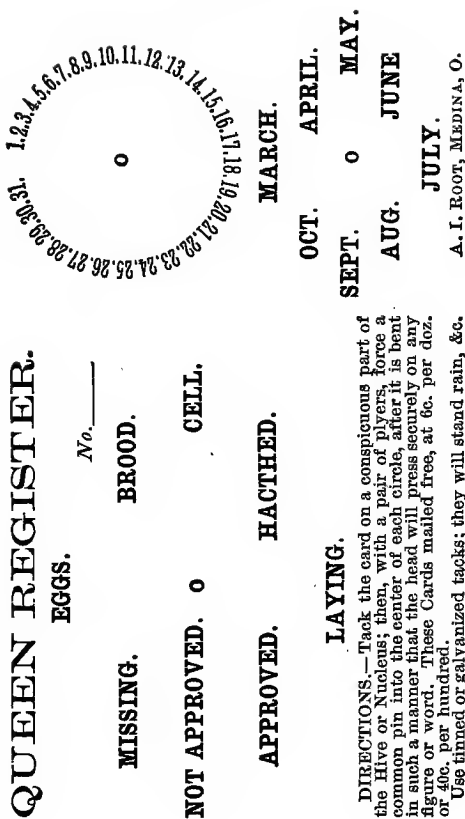 QUEEN REGISTER.
EGGS.
No.
MISSING. BROOD.
NOT APPROVED. o CELL.
APPROVED. HACTHED.
LAYING.
1.2.3.4.5.6.7.8.9.10.11.12.13.14.15.16.17.18.19.20.21.22.23.24.25.26.27.28.29.30.31.
o
MARCH.
OCT. APRIL.
SEPT. o MAY.
AUG. JUNE
JULY.
DIRECTIONS.—Tack the card on a conspicuous part of
the Hive or Nucleus; then, with a pair of plyers, force a
common pin into the center of each circle, after it is bent
in such a manner that the head will press securely on any
figure or word. These Cards mailed free, at 6c. per doz.
or 40c. per hundred.
Use tinned or galvanized tacks; they will stand rain, &c.
A. I. ROOT, MEDINA, O.